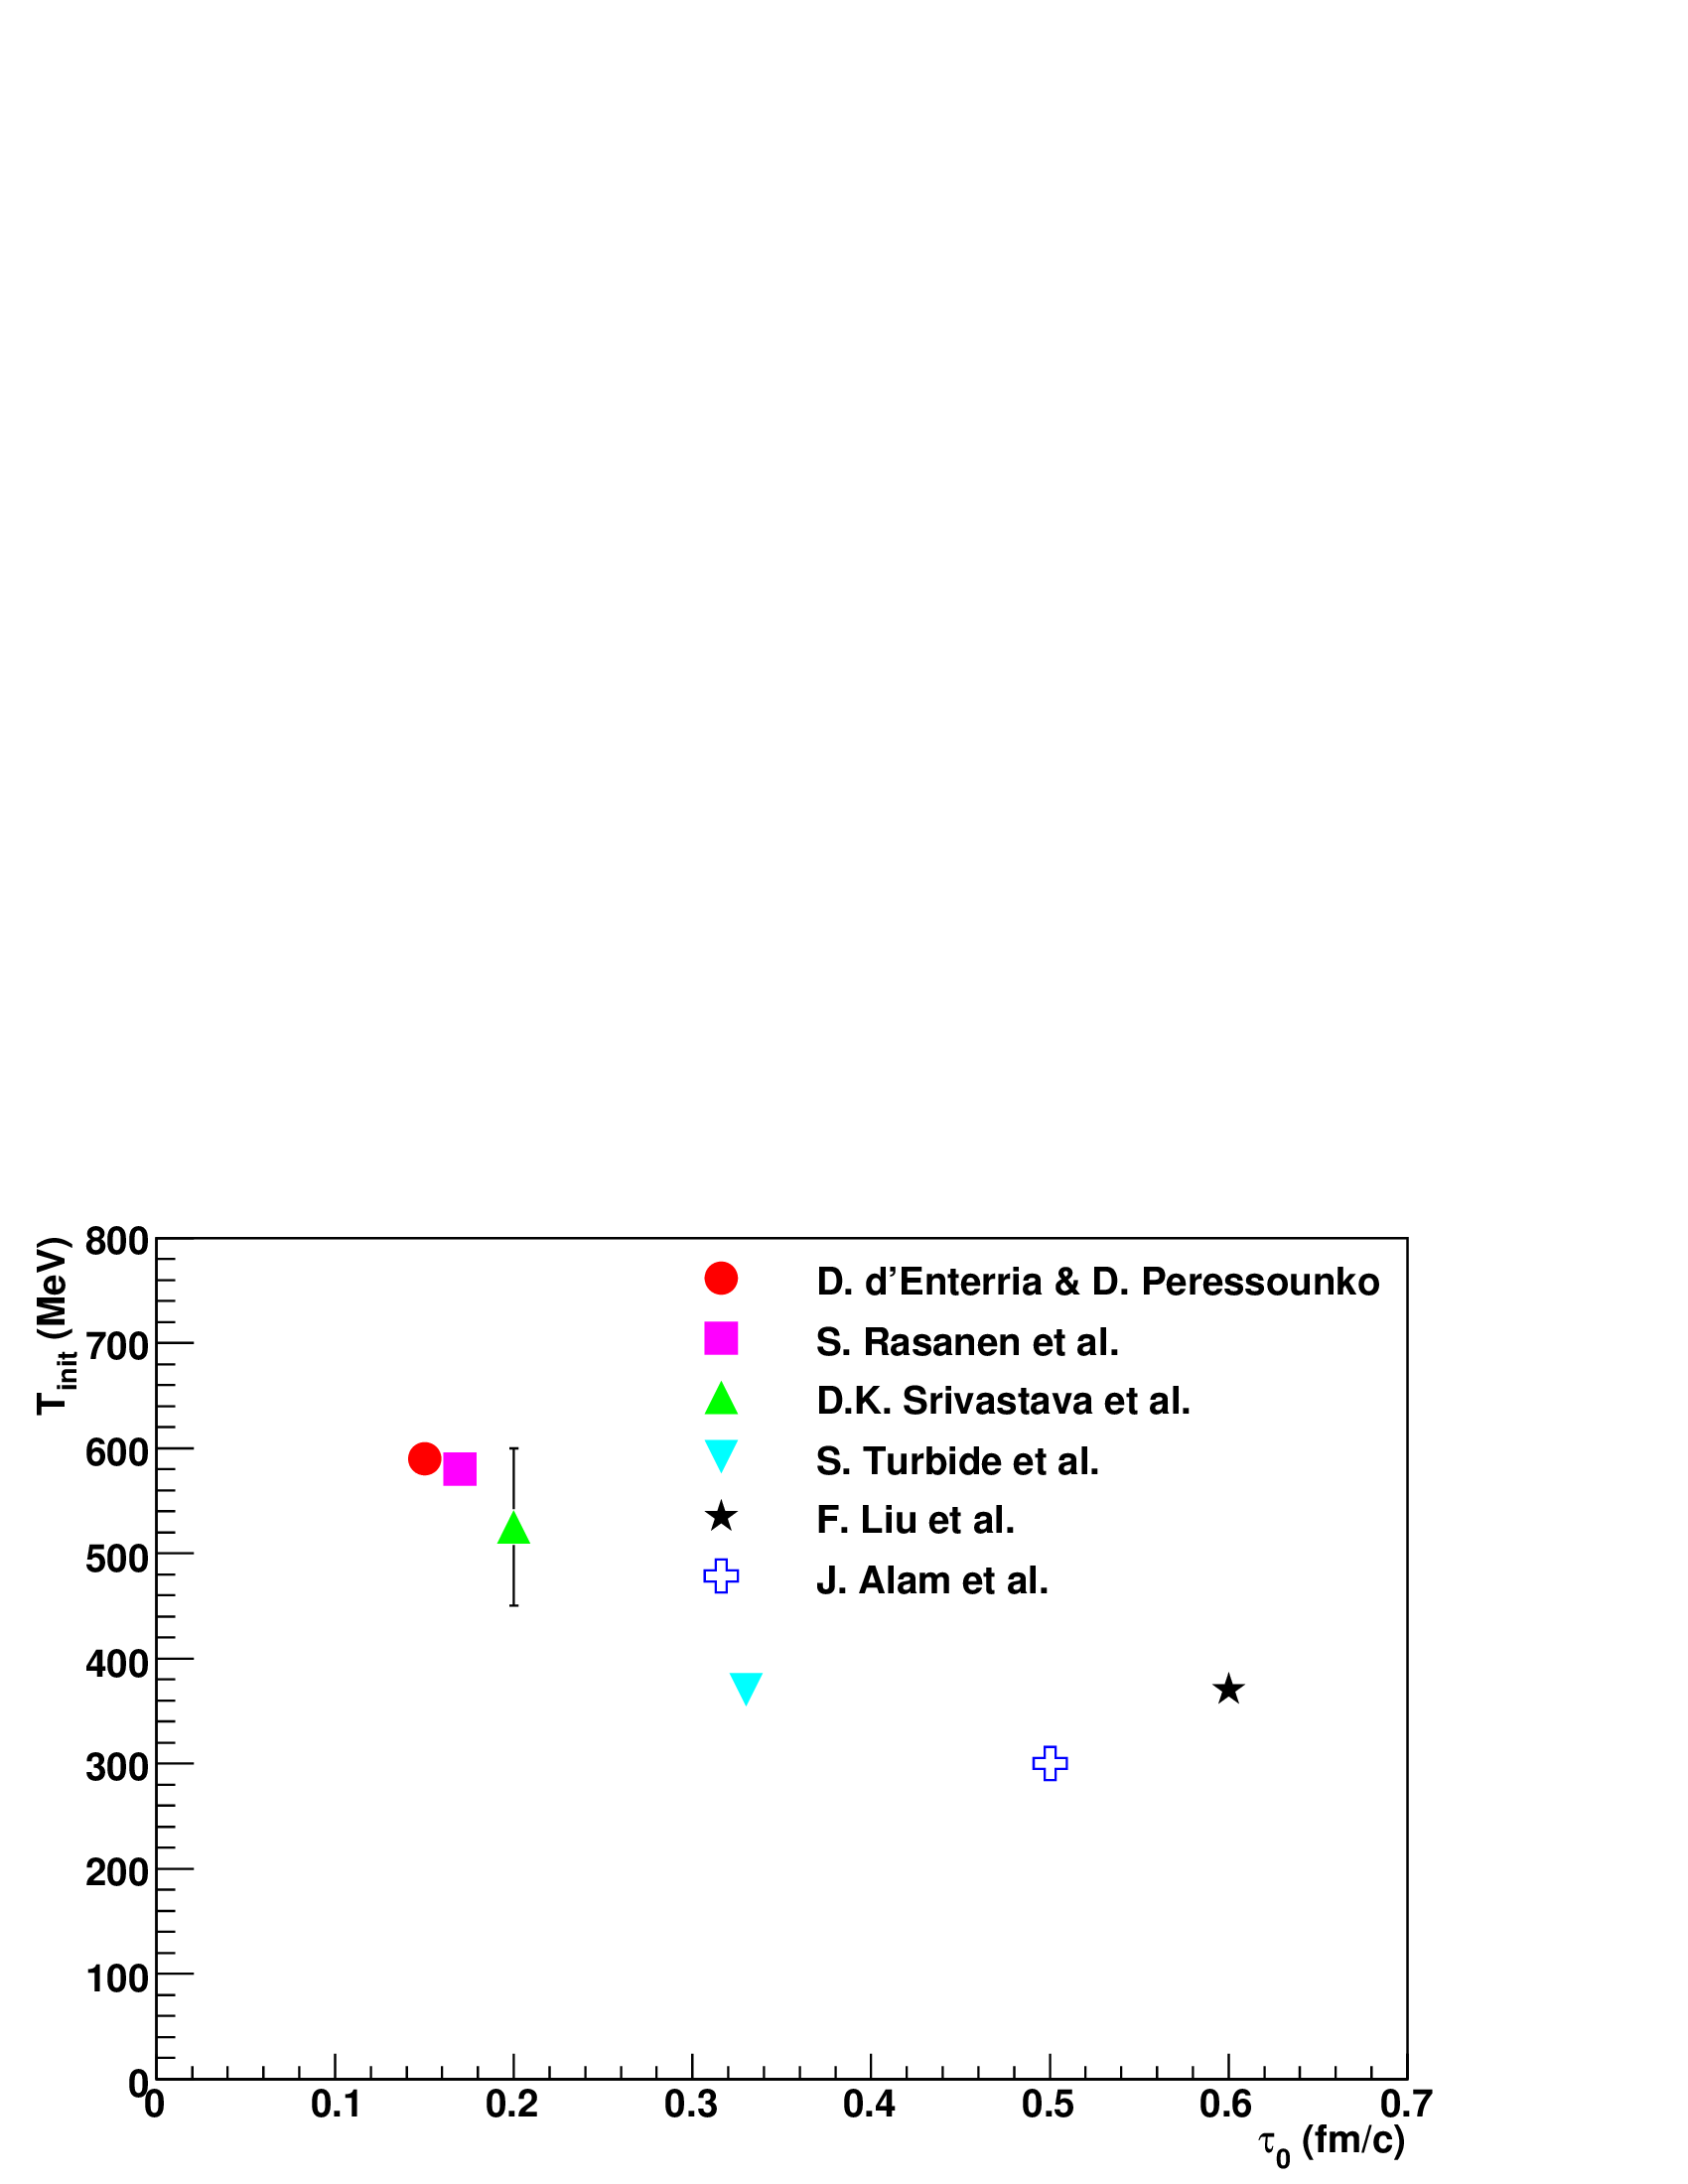 T_init (MeV)
800
700
600
500
400
300
200
100
0
D. d'Enterria & D. Peressounko
S. Rasanen et al.
D.K. Srivastava et al.
S. Turbide et al.
F. Liu et al.
J. Alam et al.
0 0.1 0.2 0.3 0.4 0.5 0.6 0.7
τ_0 (fm/c)